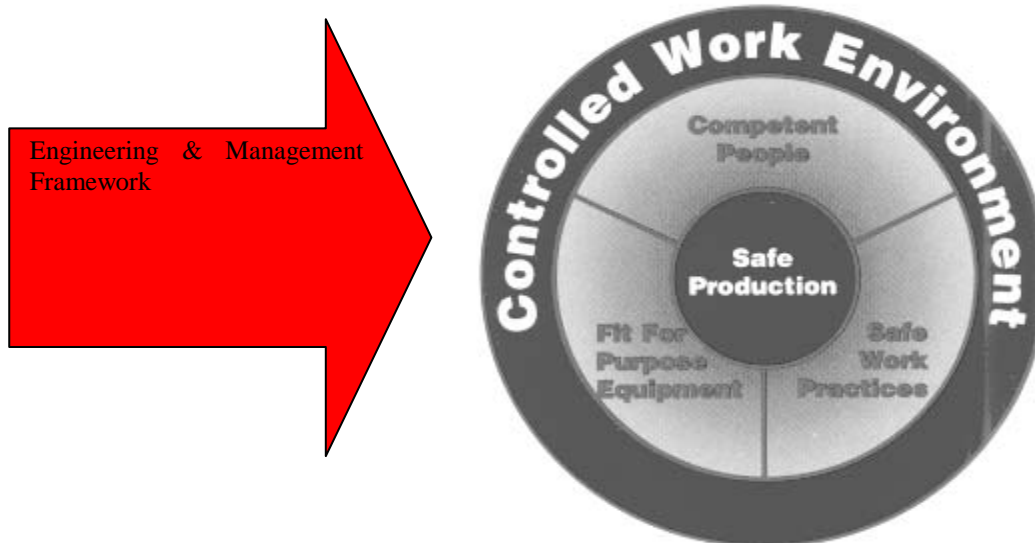 Engineering & Management
Framework
Controlled Work Environment
Competent
People
Safe
Production
Fit For
Purpose
Equipment
Safe
Work
Practices